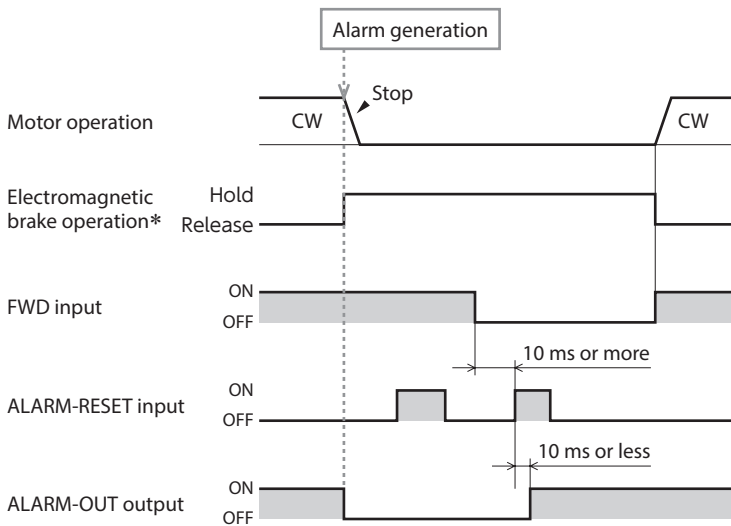 Alarm generation
Stop
Motor operation
CW
CW
Electromagnetic
brake operation*
Hold
Release
FWD input
ON
OFF
10 ms or more
ALARM-RESET input
ON
OFF
10 ms or less
ALARM-OUT output
ON
OFF